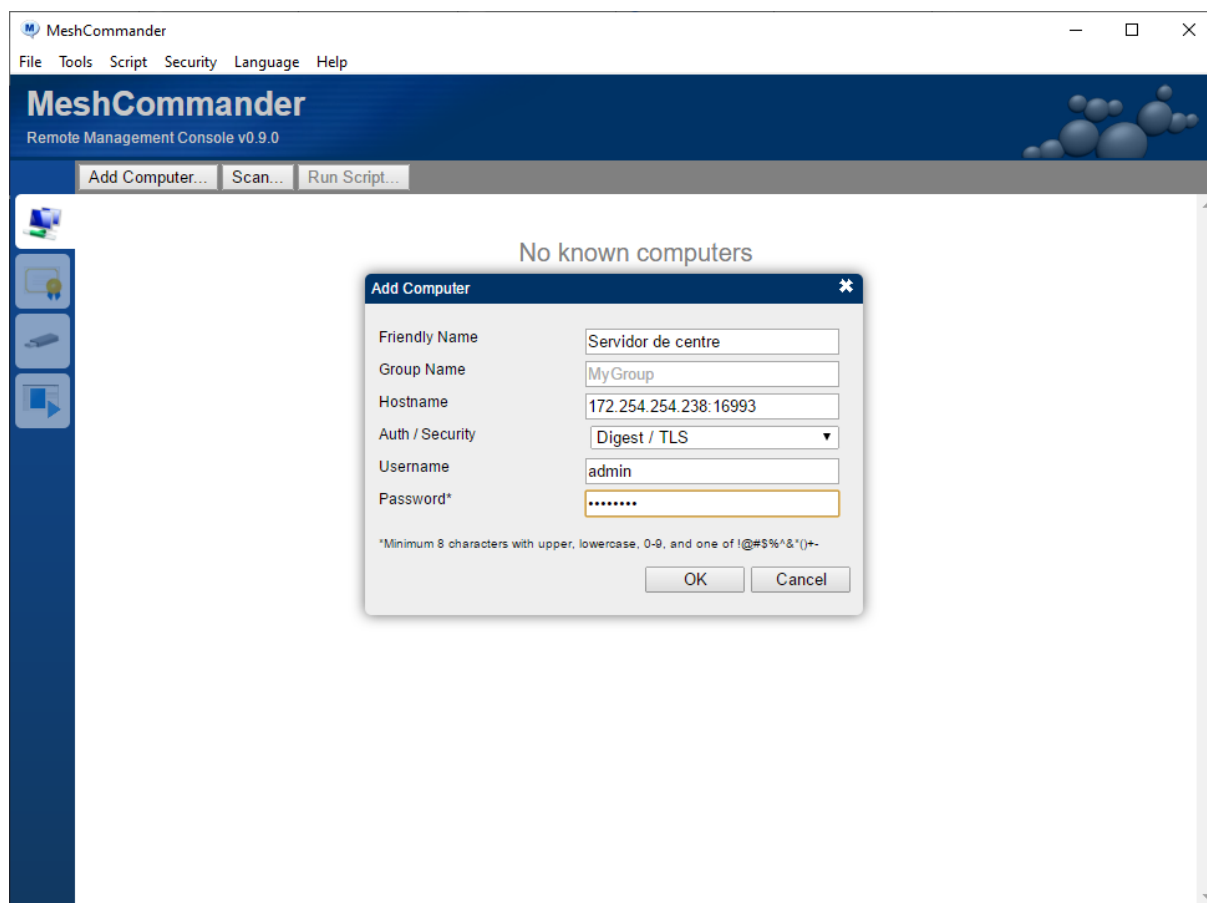 MeshCommander
File Tools Script Security Language Help
MeshCommander
Remote Management Console v0.9.0
Add Computer... Scan... Run Script...
No known computers
Add Computer
Friendly Name Servidor de centre
Group Name MyGroup
Hostname 172.254.254.238:16993
Auth / Security Digest / TLS
Username admin
Password* ••••••••
*Minimum 8 characters with upper, lowercase, 0-9, and one of !@#$%^&*()+-
OK Cancel